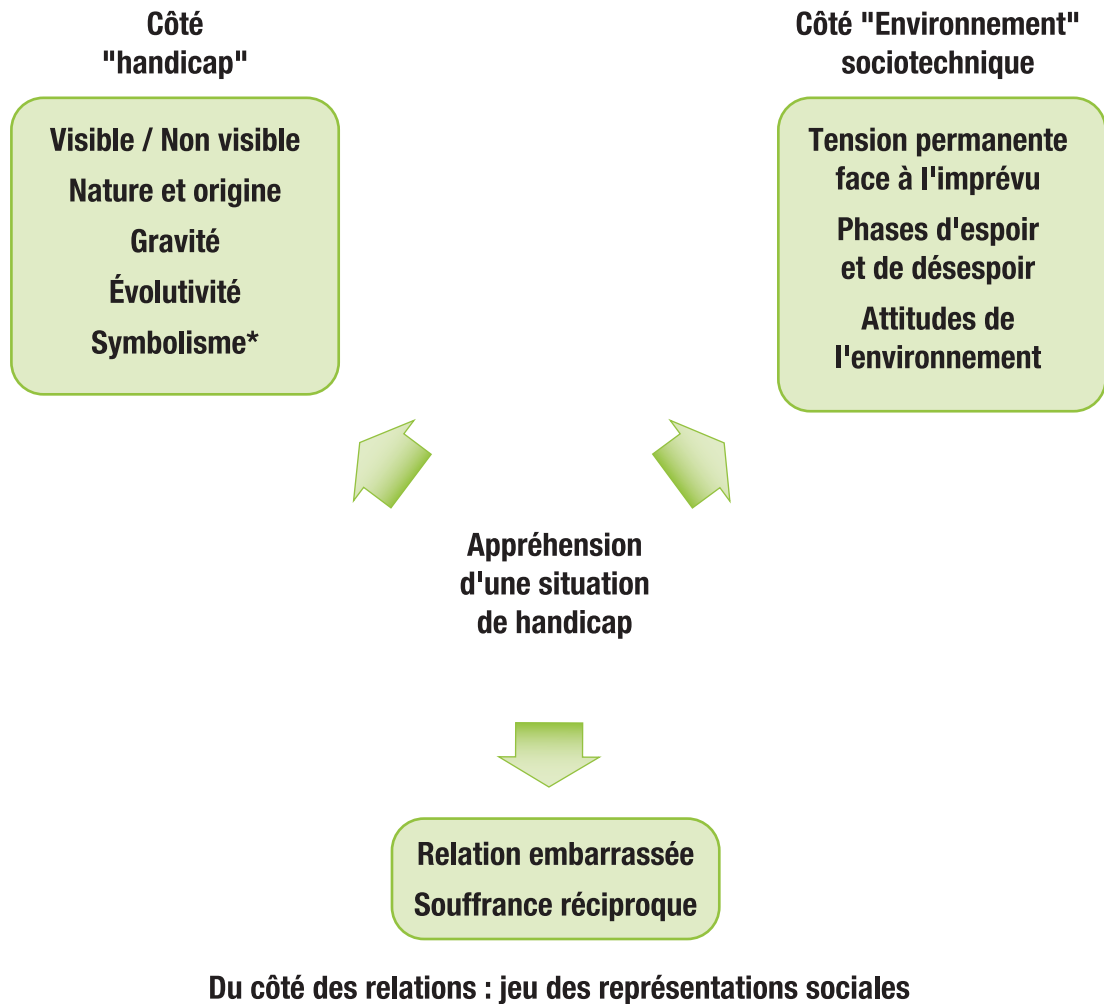 Côté
"handicap"
Visible / Non visible
Nature et origine
Gravité
Évolutivité
Symbolisme*
Côté "Environnement"
sociotechnique
Tension permanente
face à l'imprévu
Phases d'espoir
et de désespoir
Attitudes de
l'environnement
Appréhension
d'une situation
de handicap
Relation embarrassée
Souffrance réciproque
Du côté des relations : jeu des représentations sociales